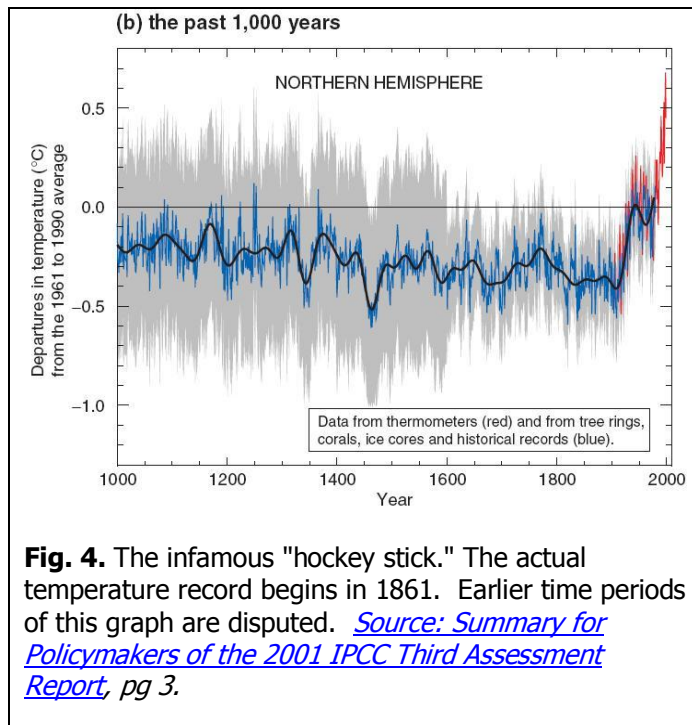 (b) the past 1,000 years
NORTHERN HEMISPHERE
Departures in temperature (°C)
from the 1961 to 1990 average
0.5
0.0
−0.5
−1.0
Data from thermometers (red) and from tree rings,
corals, ice cores and historical records (blue).
1000
1200
1400
1600
1800
2000
Year
Fig. 4. The infamous "hockey stick." The actual
temperature record begins in 1861.  Earlier time periods
of this graph are disputed.  Source: Summary for
Policymakers of the 2001 IPCC Third Assessment
Report, pg 3.